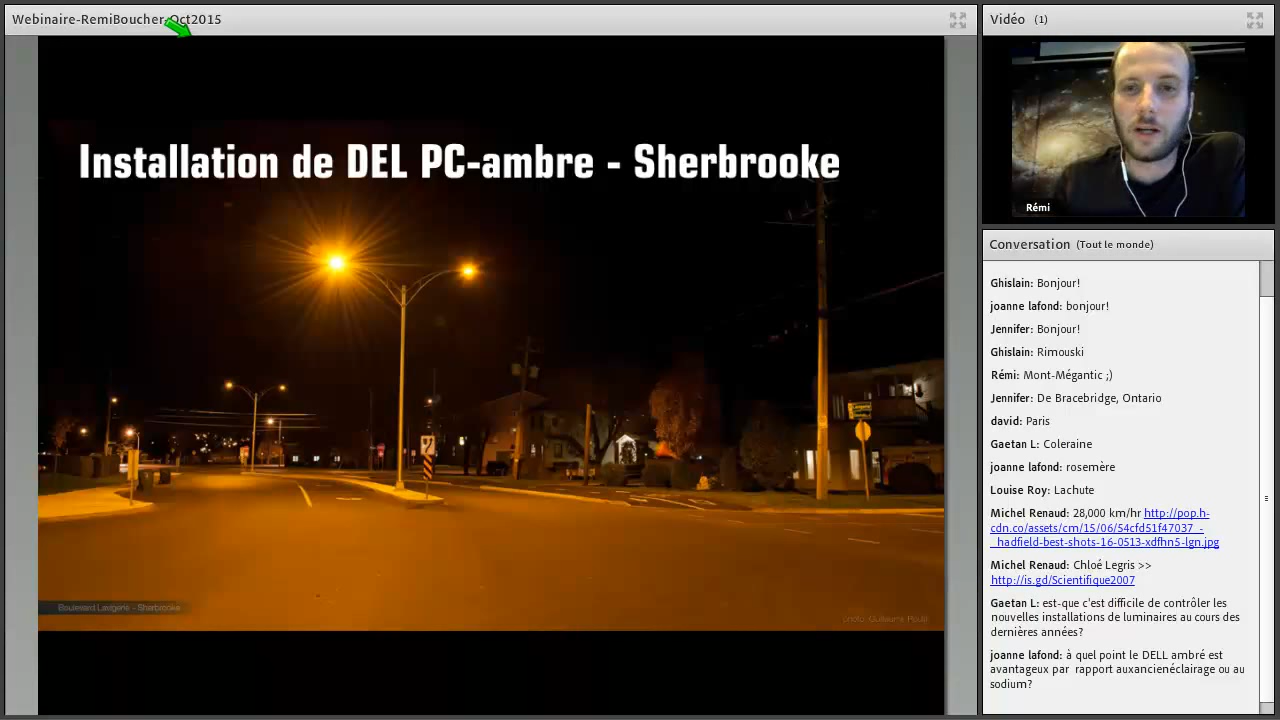 Webinaire-RemiBoucher-Oct2015
Installation de DEL PC-ambre - Sherbrooke
Boulevard Lavigerie - Sherbrooke
photo: Guillaume Poulin
Vidéo (1)
Rémi
Conversation (Tout le monde)
Ghislain: Bonjour!
joanne lafond: bonjour!
Jennifer: Bonjour!
Ghislain: Rimouski
Rémi: Mont-Mégantic ;)
Jennifer: De Bracebridge, Ontario
david: Paris
Gaetan L: Coleraine
joanne lafond: rosemère
Louise Roy: Lachute
Michel Renaud: 28,000 km/hr http://pop.h-
cdn.co/assets/cm/15/06/54cfd51f47037_-
_hadfield-best-shots-16-0513-xdfhn5-lgn.jpg
Michel Renaud: Chloé Legris >>
http://is.gd/Scientifique2007
Gaetan L: est-que c'est difficile de contrôler les
nouvelles installations de luminaires au cours des
dernières années?
joanne lafond: à quel point le DELL ambré est
avantageux par rapport auxancienéclairage ou au
sodium?